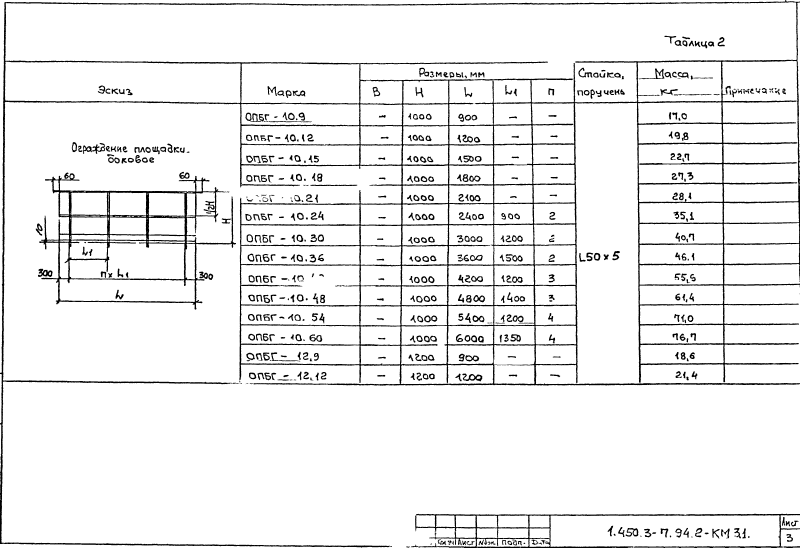 Таблица 2
Эскиз Марка Размеры, мм Стойка, поручень Масса, кг Примечание
B H L L1 п
Ограждение площадки боковое
60 60
H/2 H
L1
300 п x L1 300
L
ОПБГ - 10.9 — 1000 900 — — 17,0
ОПБГ - 10.12 — 1000 1200 — — 19,8
ОПБГ - 10.15 — 1000 1500 — — 22,7
ОПБГ - 10.18 — 1000 1800 — — 27,3
ОПБГ - 10.21 — 1000 2100 — — 28,1
ОПБГ - 10.24 — 1000 2400 900 2 35,1
ОПБГ - 10.30 — 1000 3000 1200 2 40,7
ОПБГ - 10.36 — 1000 3600 1500 2 L50 x 5 46.1
ОПБГ - — 1000 4200 1200 3 55,5
ОПБГ - 10.48 — 1000 4800 1400 3 61,4
ОПБГ - 10.54 — 1000 5400 1200 4 71,0
ОПБГ - 10.60 — 1000 6000 1350 4 76,7
ОПБГ - 12,9 — 1200 900 — — 18,6
ОПБГ - 12,12 — 1200 1200 — — 21,4
Лист №док Подп. Дата
1.450.3-7.94.2-КМ 31.
Лист
3